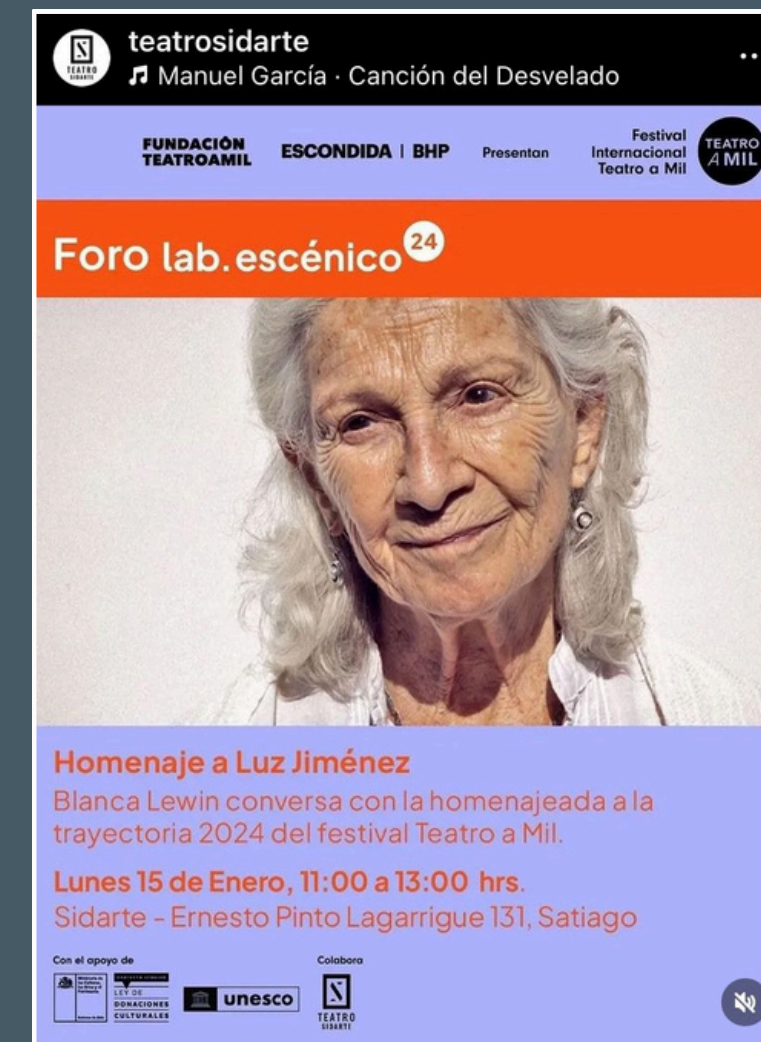 teatrosidarte
Manuel García · Canción del Desvelado
FUNDACIÓN
TEATROAMIL
ESCONDIDA | BHP
Presentan
Festival
Internacional
Teatro a Mil
TEATRO
A MIL
Foro lab.escénico 24
Homenaje a Luz Jiménez
Blanca Lewin conversa con la homenajeada a la
trayectoria 2024 del festival Teatro a Mil.
Lunes 15 de Enero, 11:00 a 13:00 hrs.
Sidarte - Ernesto Pinto Lagarrigue 131, Satiago
Con el apoyo de
Colabora
LEY DE
DONACIONES
CULTURALES
unesco
TEATRO
SIDARTE